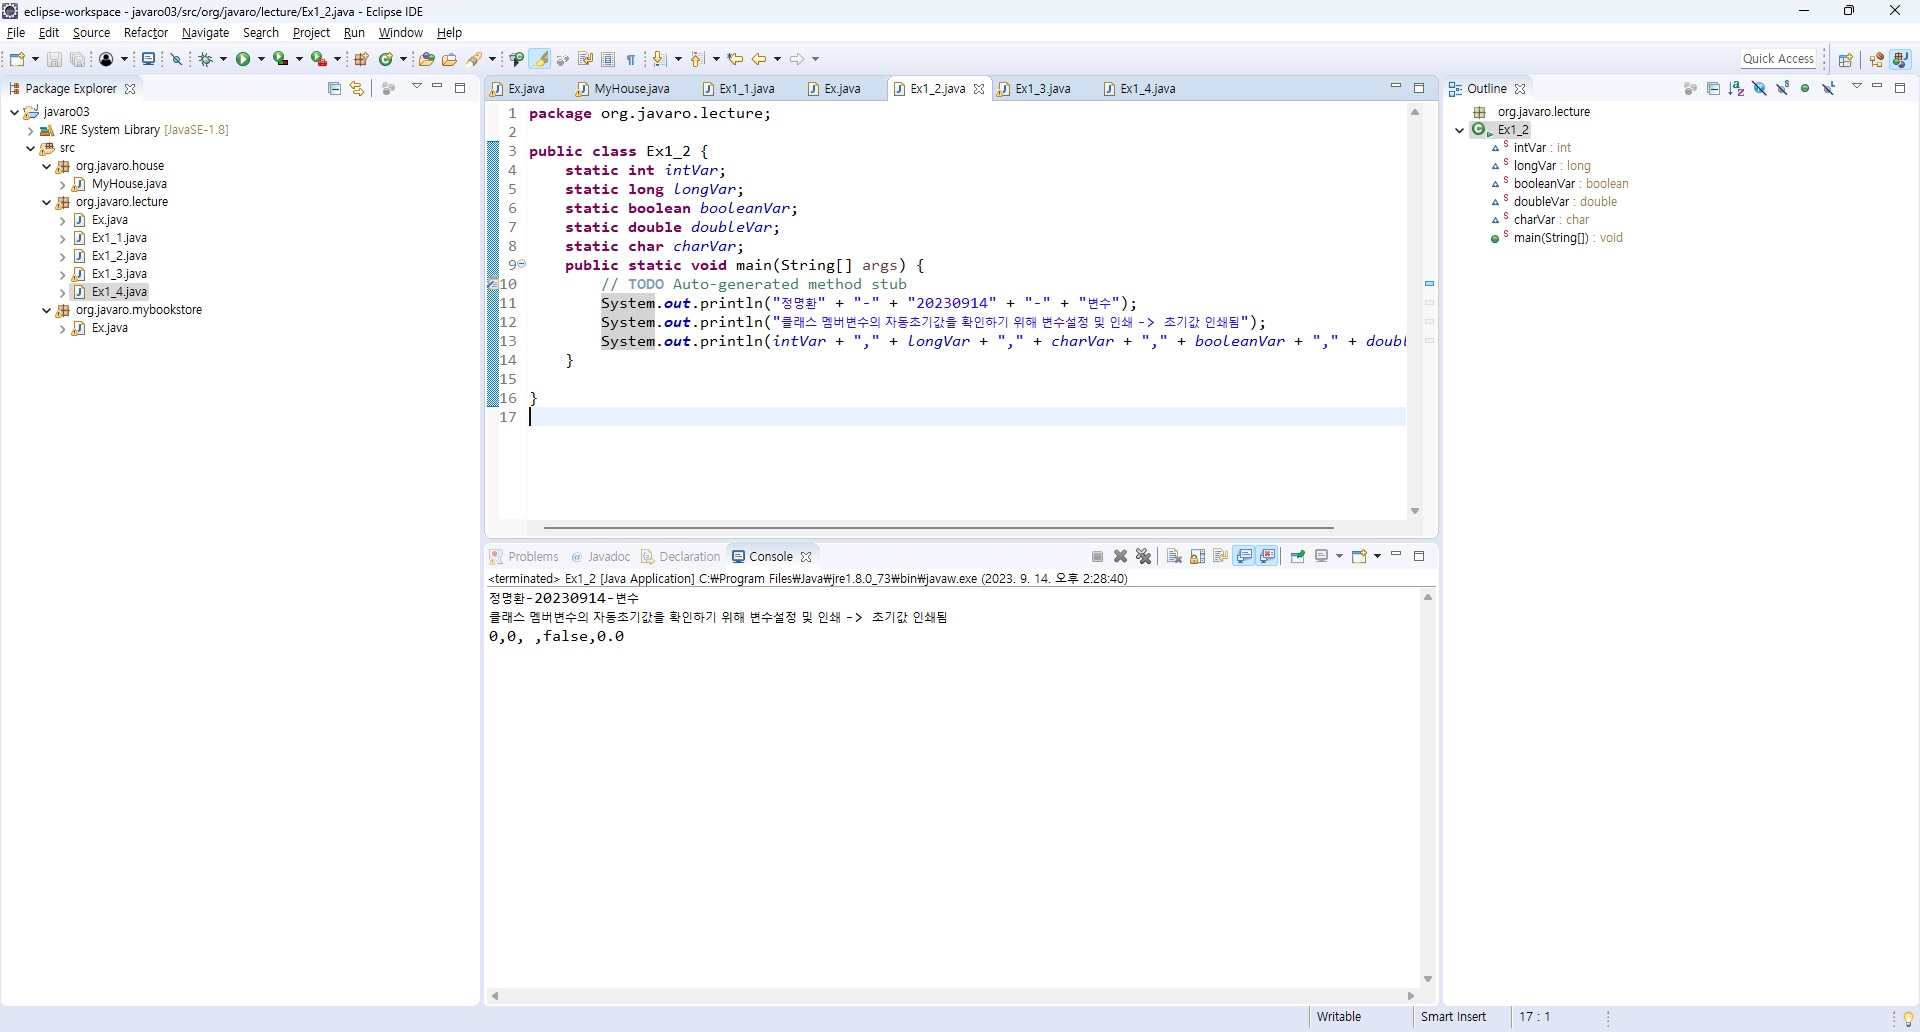 eclipse-workspace - javaro03/src/org/javaro/lecture/Ex1_2.java - Eclipse IDE
File Edit Source Refactor Navigate Search Project Run Window Help
Quick Access
Package Explorer
javaro03
JRE System Library [JavaSE-1.8]
src
org.javaro.house
MyHouse.java
org.javaro.lecture
Ex.java
Ex1_1.java
Ex1_2.java
Ex1_3.java
Ex1_4.java
org.javaro.mybookstore
Ex.java
Ex.java MyHouse.java Ex1_1.java Ex.java Ex1_2.java Ex1_3.java Ex1_4.java
1 package org.javaro.lecture;
2
3 public class Ex1_2 {
4 static int intVar;
5 static long longVar;
6 static boolean booleanVar;
7 static double doubleVar;
8 static char charVar;
9 public static void main(String[] args) {
10 // TODO Auto-generated method stub
11 System.out.println("정명환" + "-" + "20230914" + "-" + "변수");
12 System.out.println("클래스 멤버변수의 자동초기값을 확인하기 위해 변수설정 및 인쇄 -> 초기값 인쇄됨");
13 System.out.println(intVar + "," + longVar + "," + charVar + "," + booleanVar + "," + doubl
14 }
15
16 }
17
Problems Javadoc Declaration Console
<terminated> Ex1_2 [Java Application] C:₩Program Files₩Java₩jre1.8.0_73₩bin₩javaw.exe (2023. 9. 14. 오후 2:28:40)
정명환-20230914-변수
클래스 멤버변수의 자동초기값을 확인하기 위해 변수설정 및 인쇄 -> 초기값 인쇄됨
0,0, ,false,0.0
Outline
org.javaro.lecture
Ex1_2
intVar : int
longVar : long
booleanVar : boolean
doubleVar : double
charVar : char
main(String[]) : void
Writable Smart Insert 17 : 1